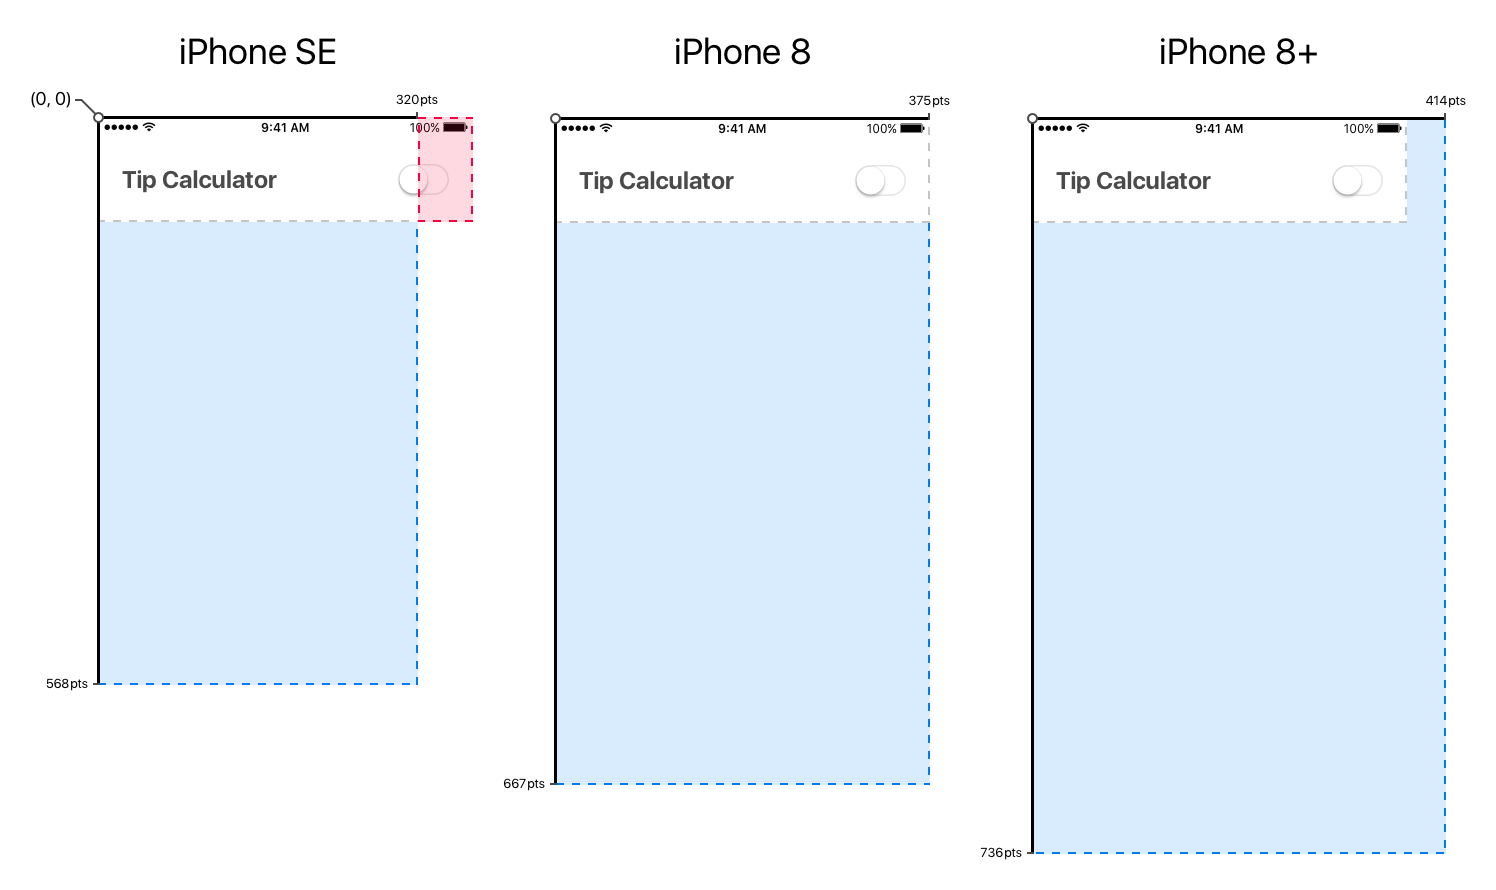 iPhone SE
iPhone 8
iPhone 8+
(0, 0)
320pts
375pts
414pts
9:41 AM
100%
9:41 AM
100%
9:41 AM
100%
Tip Calculator
Tip Calculator
Tip Calculator
568pts
667pts
736pts